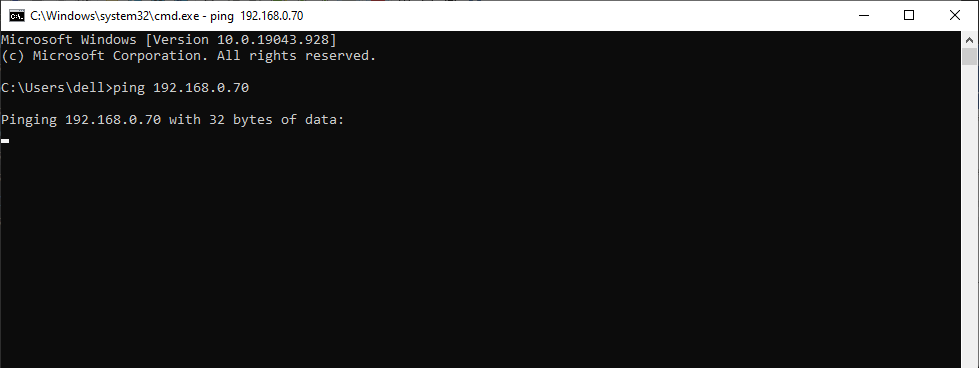 C:\Windows\system32\cmd.exe - ping 192.168.0.70
Microsoft Windows [Version 10.0.19043.928]
(c) Microsoft Corporation. All rights reserved.
C:\Users\dell>ping 192.168.0.70
Pinging 192.168.0.70 with 32 bytes of data: